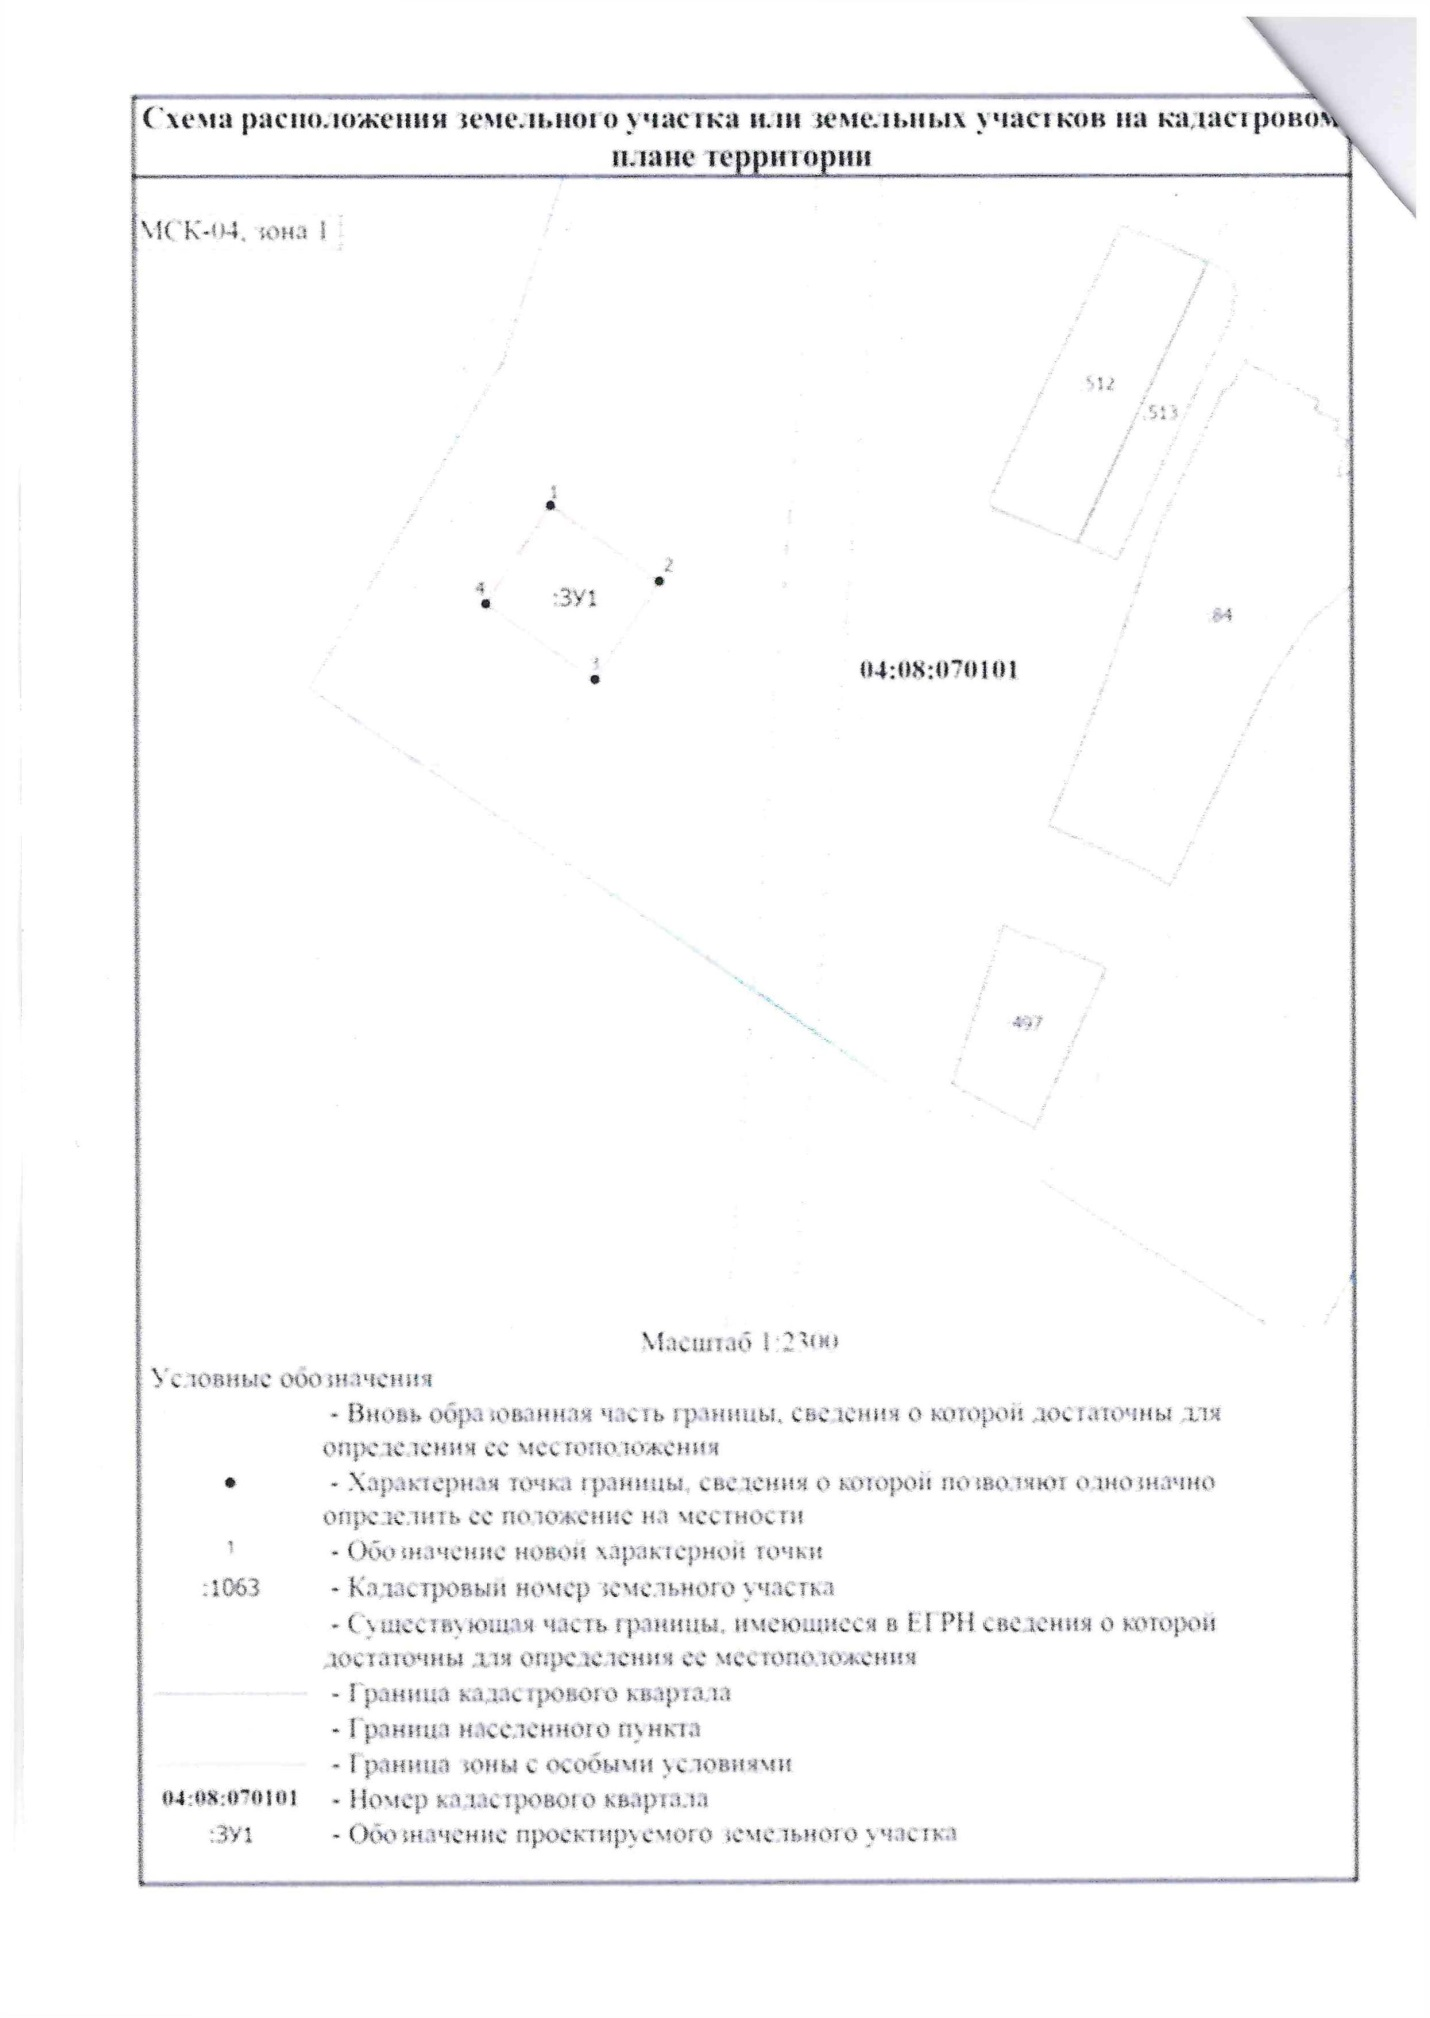 Схема расположения земельного участка или земельных участков на кадастровом
плане территории
МСК-04, зона 1
512
:513
1
2
4
:ЗУ1
:84
3
04:08:070101
497
Масштаб 1:2300
Условные обозначения
- Вновь образованная часть границы, сведения о которой достаточны для
определения ее местоположения
- Характерная точка границы, сведения о которой позволяют однозначно
определить ее положение на местности
1 - Обозначение новой характерной точки
:1063 - Кадастровый номер земельного участка
- Существующая часть границы, имеющиеся в ЕГРН сведения о которой
достаточны для определения ее местоположения
- Граница кадастрового квартала
- Граница населенного пункта
- Граница зоны с особыми условиями
04:08:070101 - Номер кадастрового квартала
:ЗУ1 - Обозначение проектируемого земельного участка